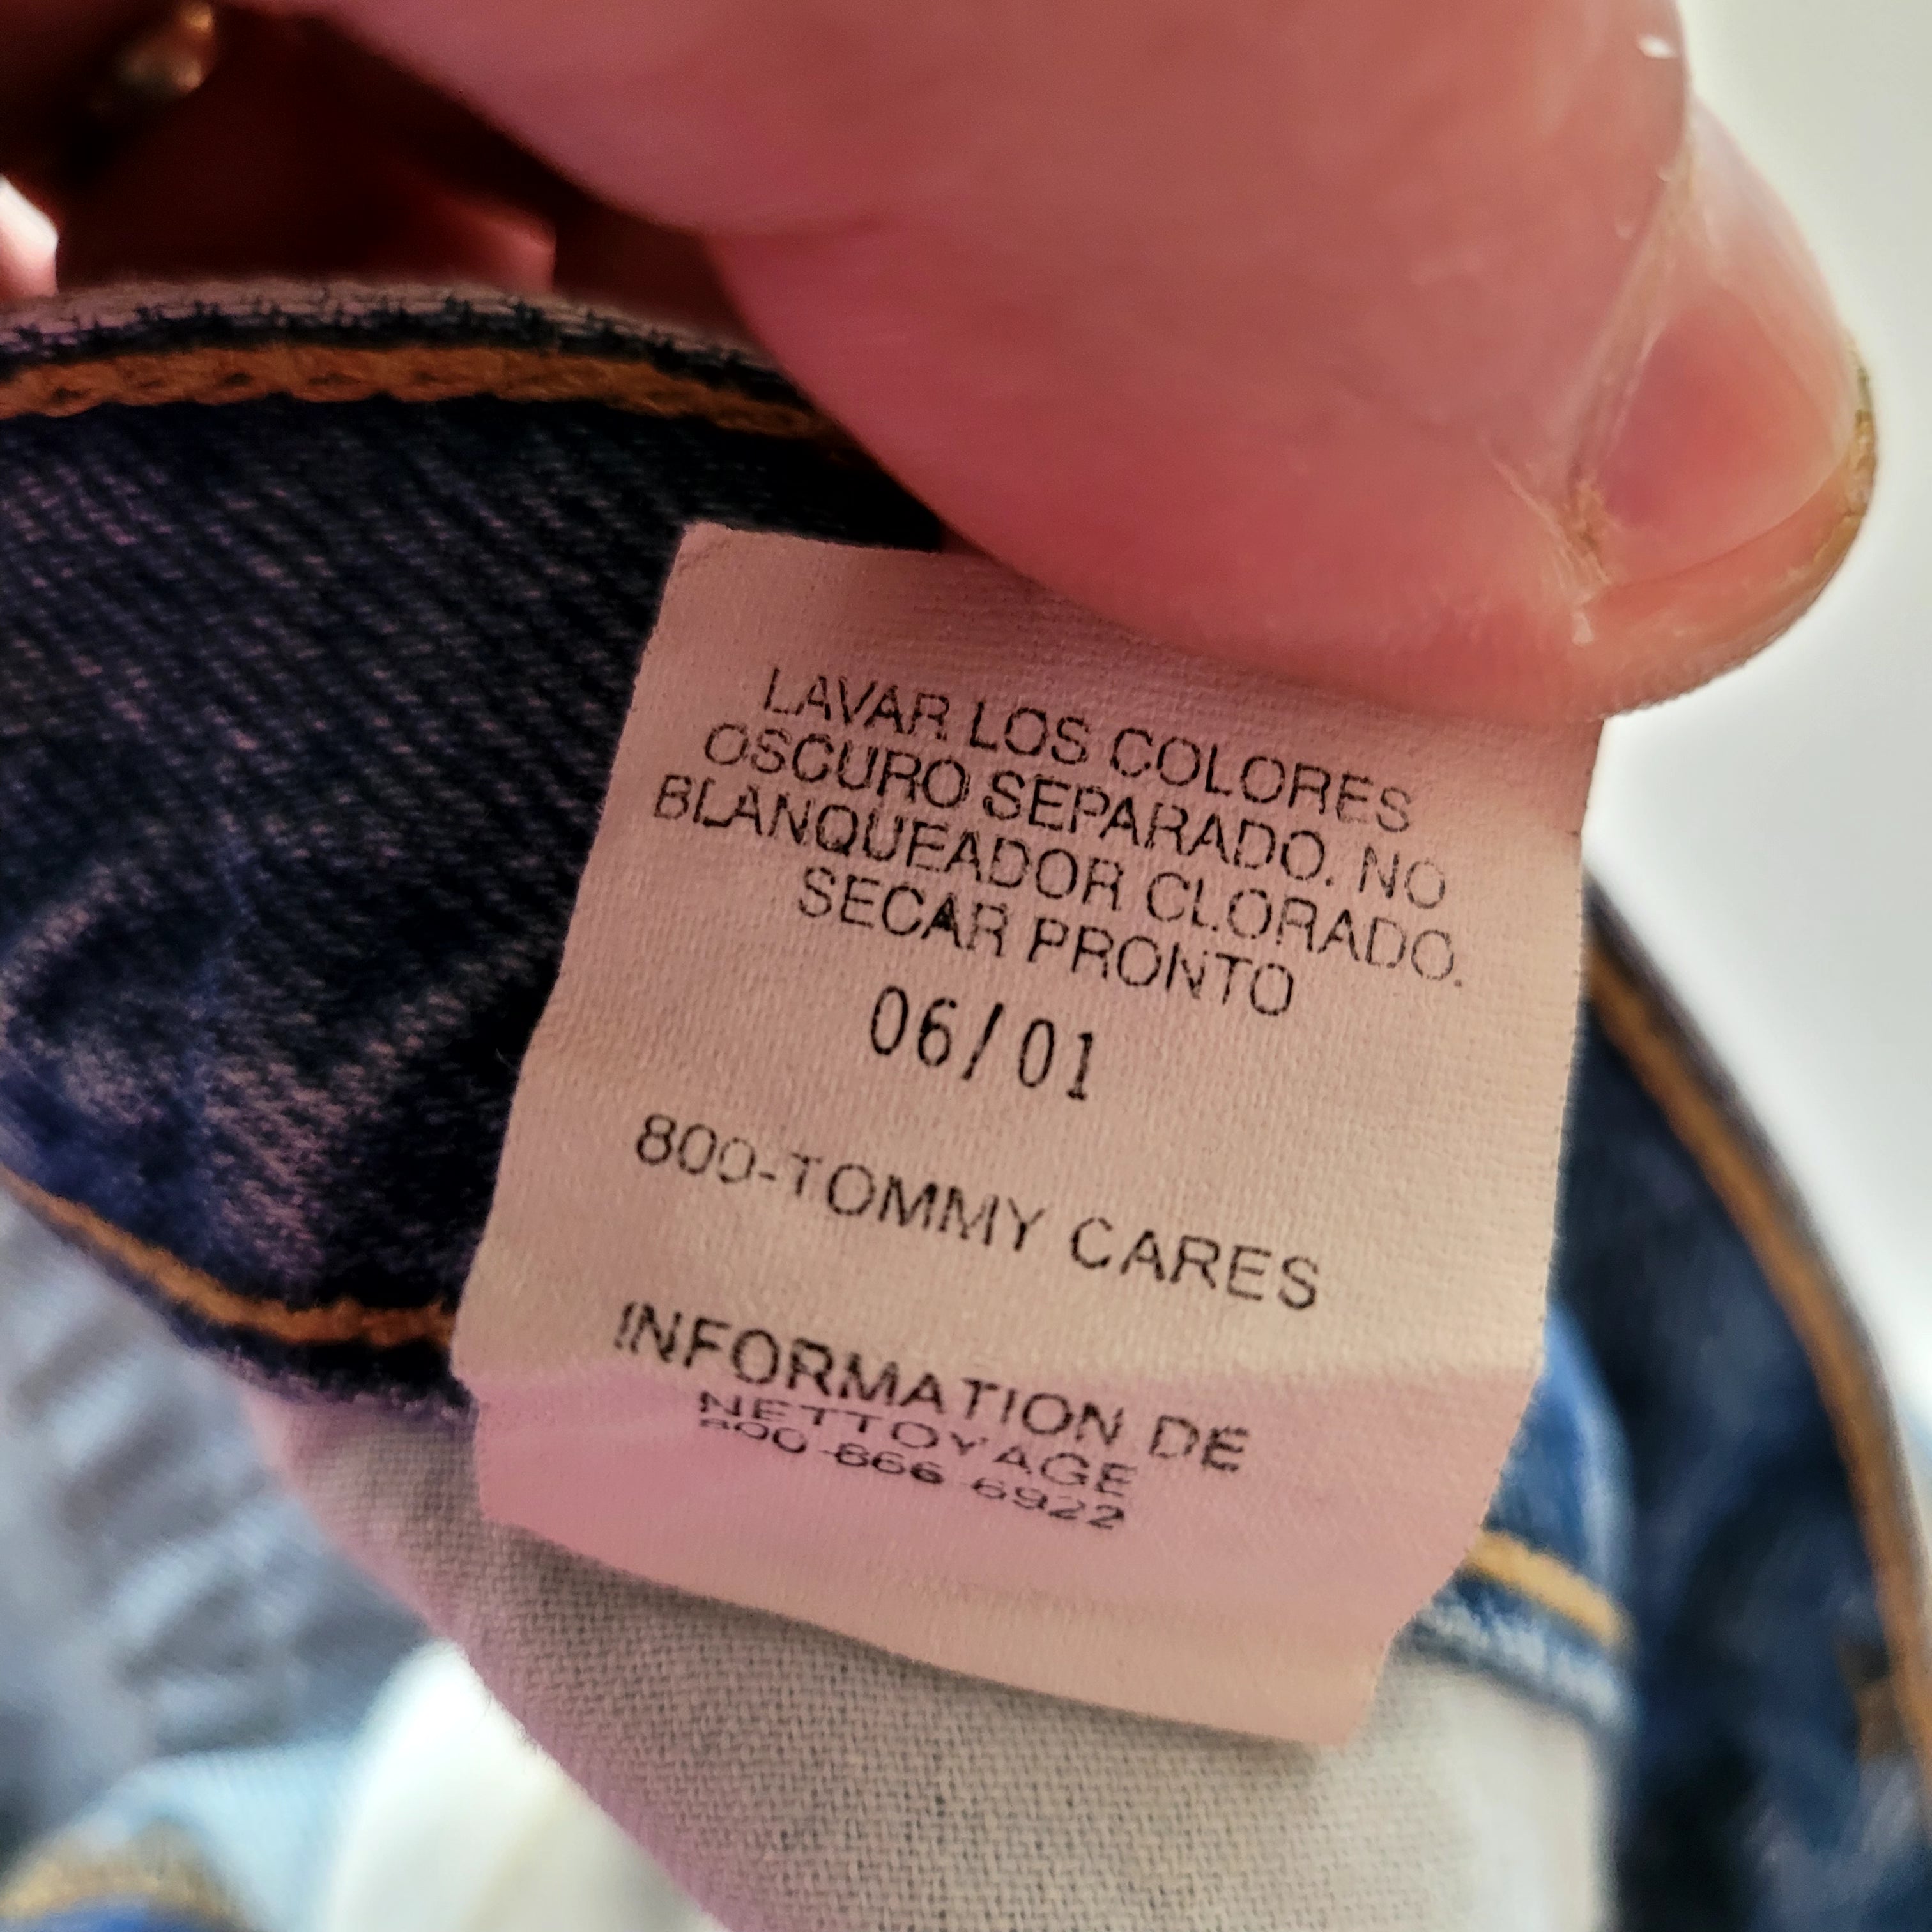 LAVAR LOS COLORES
OSCURO SEPARADO. NO
BLANQUEADOR CLORADO.
SECAR PRONTO
06/01
800-TOMMY CARES
INFORMATION DE
NETTOYAGE
800-666-6922